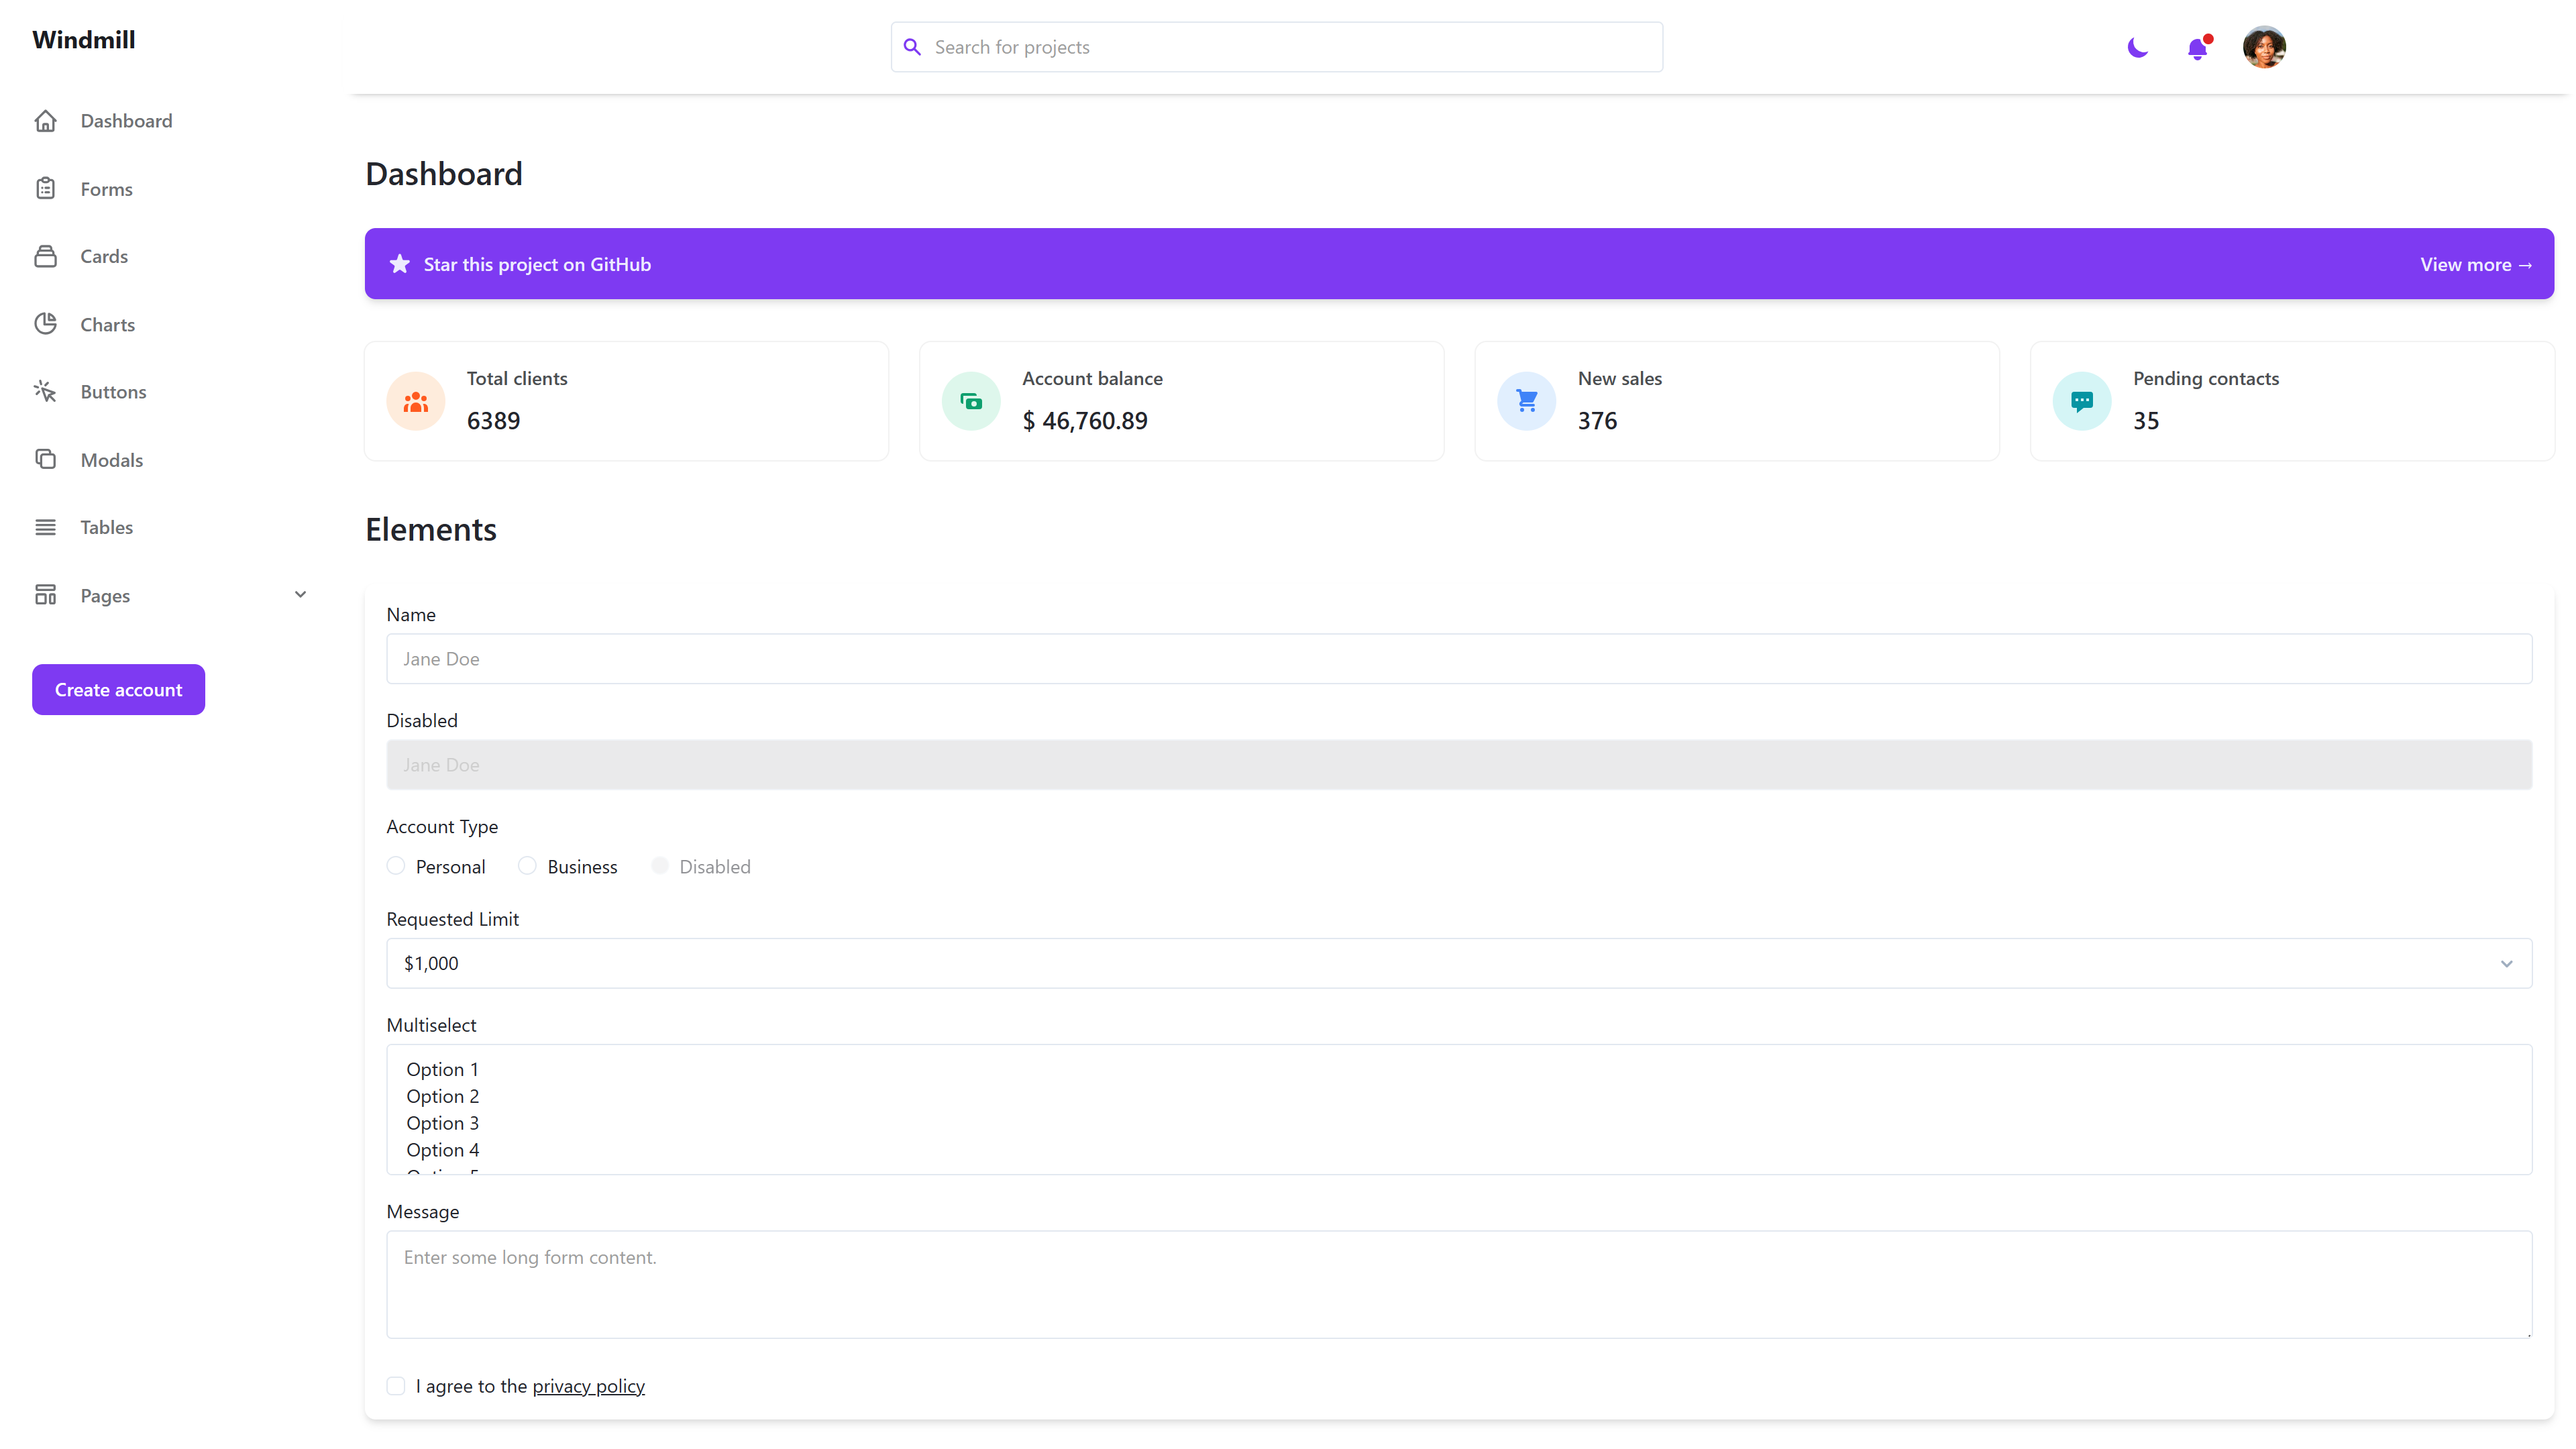 Windmill
Search for projects
Dashboard
Forms
Cards
Charts
Buttons
Modals
Tables
Pages
Create account
Dashboard
Star this project on GitHub
View more →
Total clients
6389
Account balance
$ 46,760.89
New sales
376
Pending contacts
35
Elements
Name
Jane Doe
Disabled
Jane Doe
Account Type
Personal
Business
Disabled
Requested Limit
$1,000
Multiselect
Option 1
Option 2
Option 3
Option 4
Message
Enter some long form content.
I agree to the privacy policy